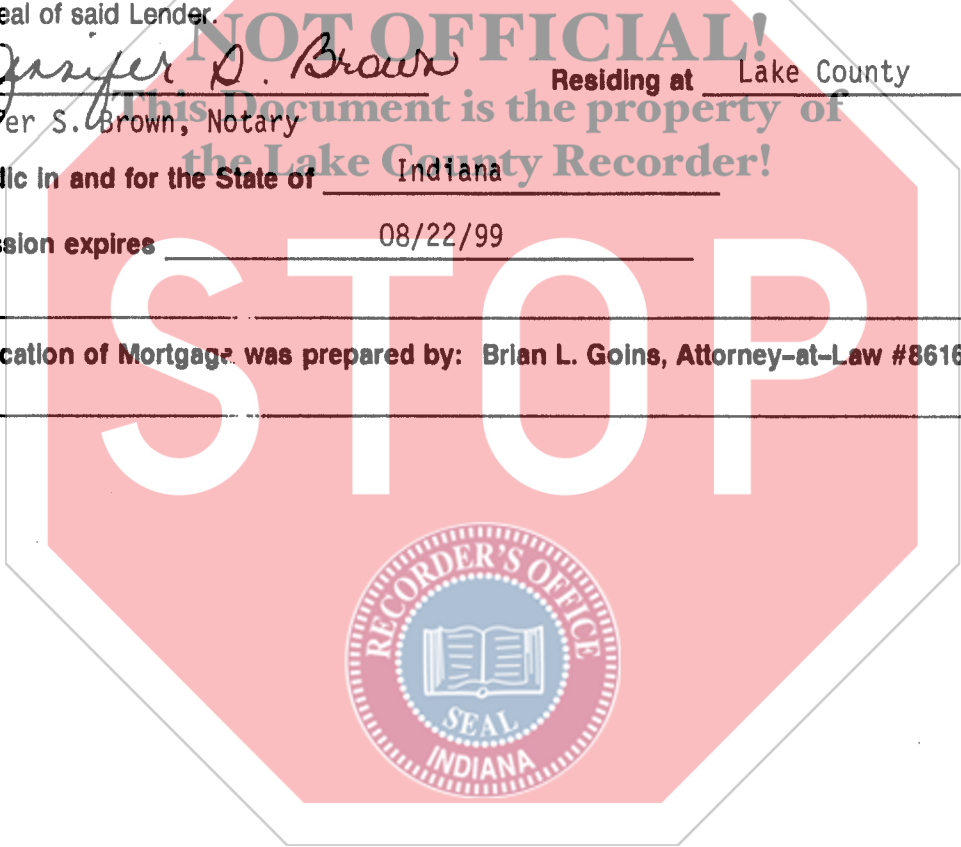 eal of said Lender.
NOT OFFICIAL!
Jennifer S. Brown Residing at Lake County
This Document is the property of
er S. Brown, Notary
the Lake County Recorder!
lic in and for the State of Indiana
ssion expires 08/22/99
STOP
cation of Mortgage was prepared by: Brian L. Goins, Attorney-at-Law #8616
RECORDER'S OFFICE
SEAL
INDIANA